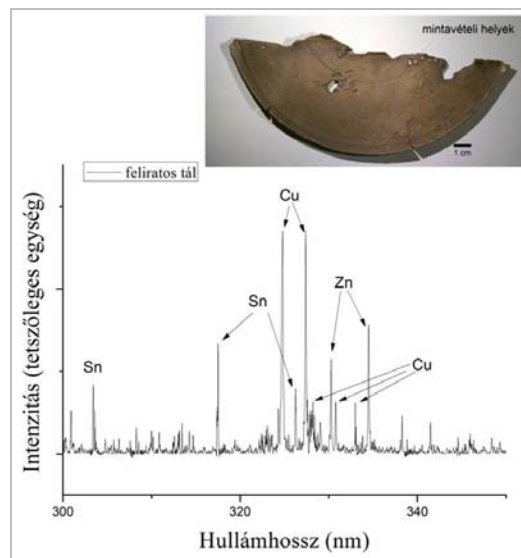 mintavételi helyek
1 cm
feliratos tál
Cu
Zn
Sn
Sn
Cu
Intenzitás (tetszőleges egység)
300
320
340
Hullámhossz (nm)